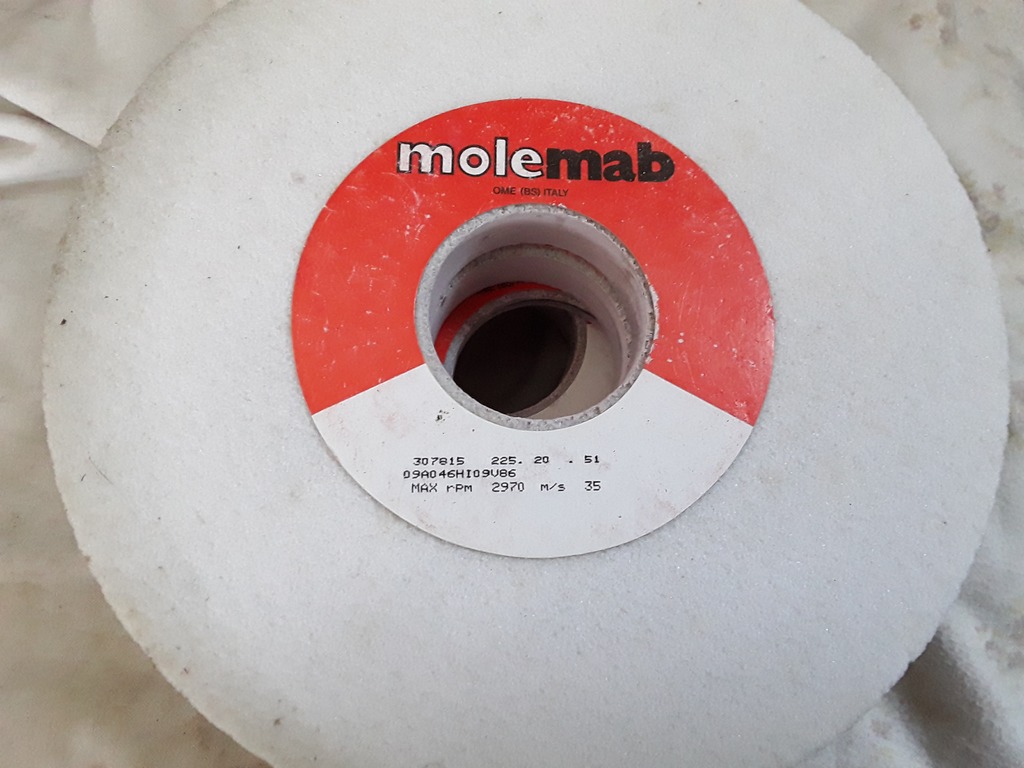 molemab
OME (BS) ITALY
307815 225. 20 . 51
09A046HI09V86
MAX rpm 2970 m/s 35